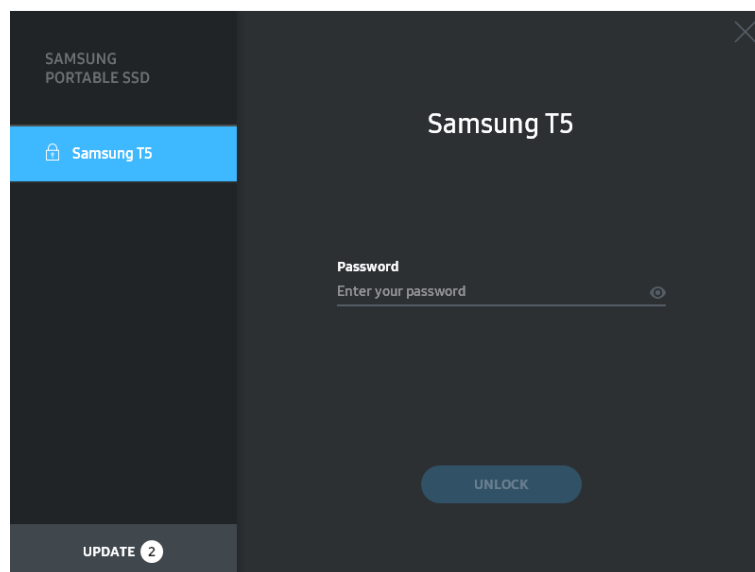 SAMSUNG
PORTABLE SSD
Samsung T5
Samsung T5
Password
Enter your password
UNLOCK
UPDATE 2